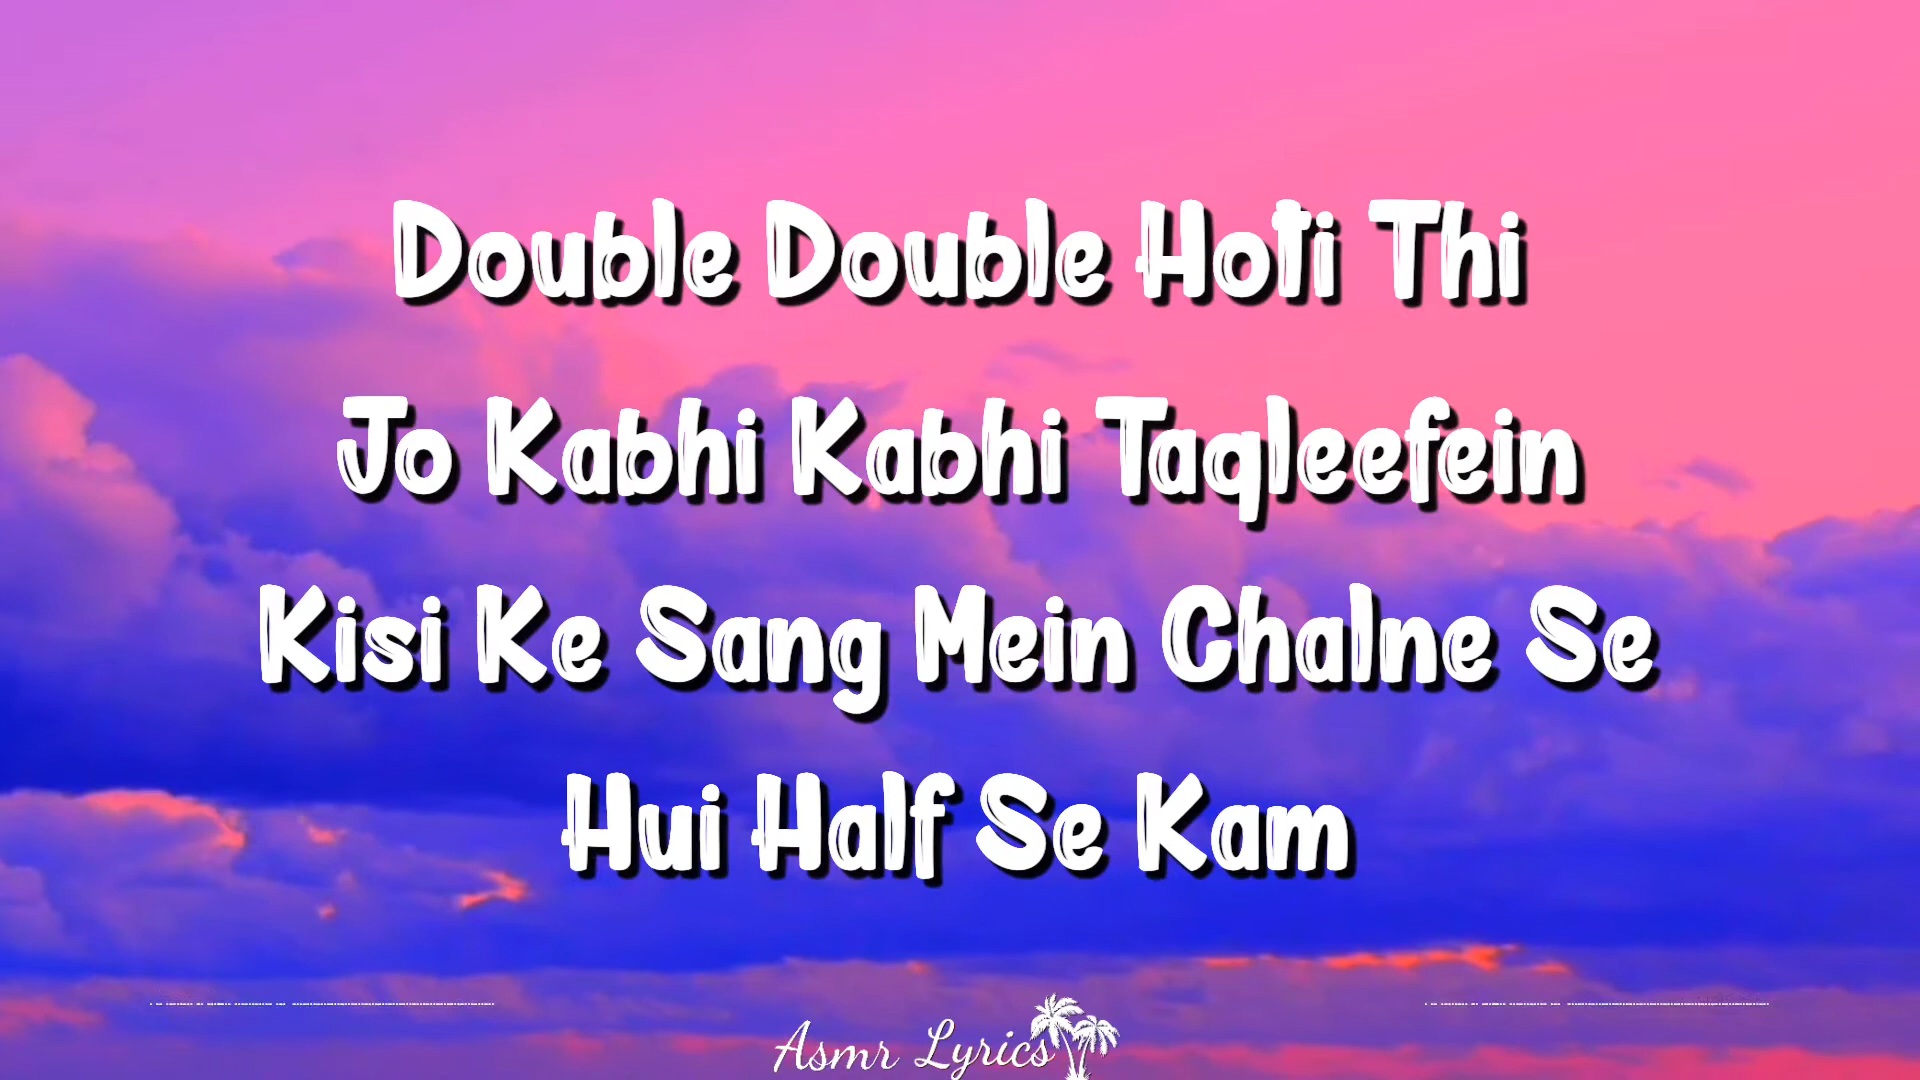 Double Double Hoti Thi
Jo Kabhi Kabhi Taqleefein
Kisi Ke Sang Mein Chalne Se
Hui Half Se Kam
Asmr Lyrics